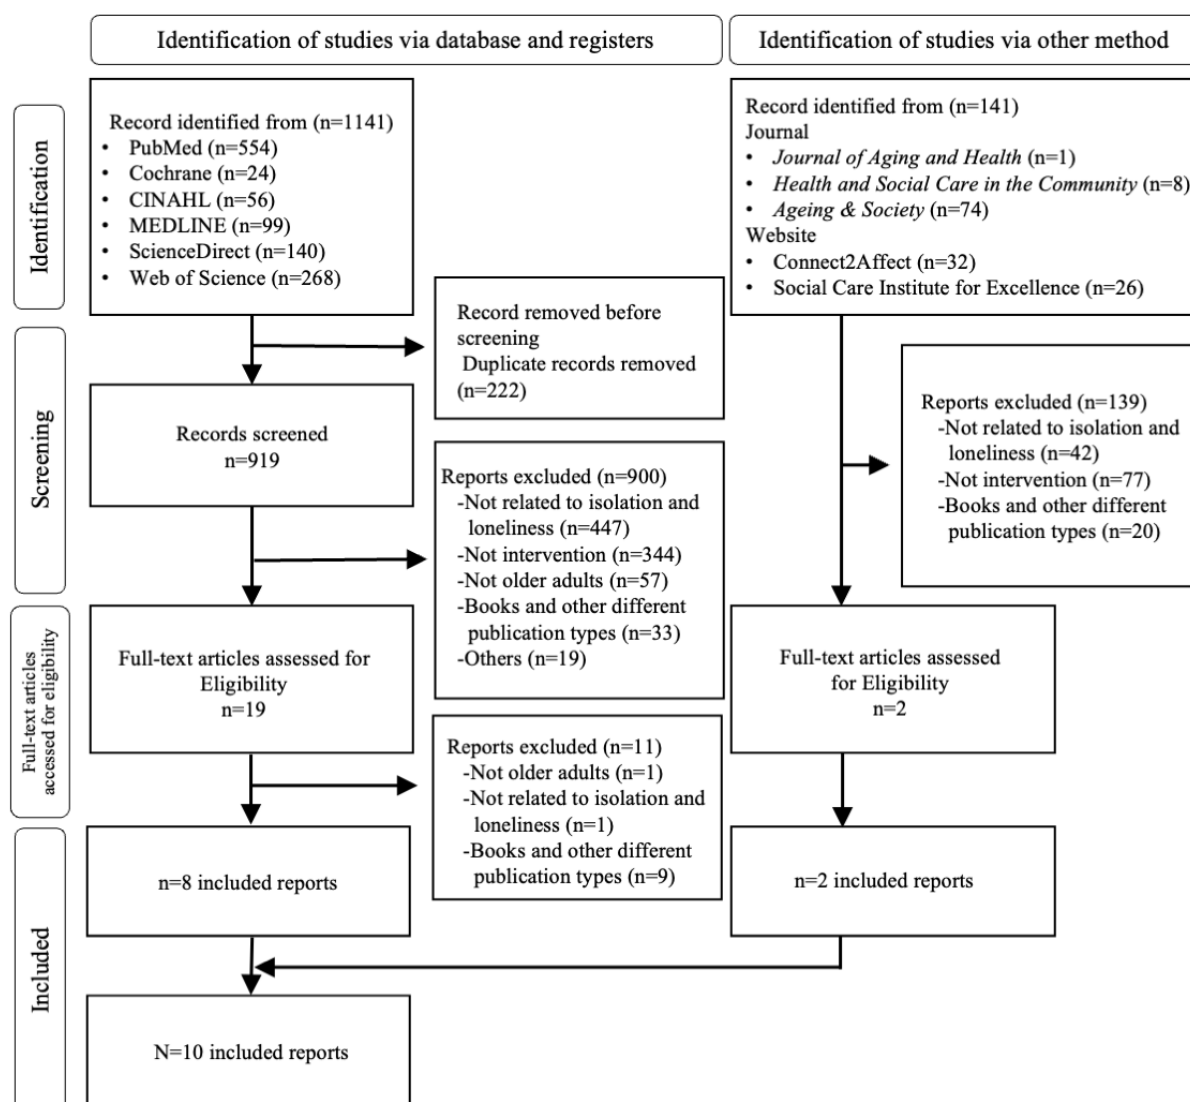 Identification of studies via database and registers
Identification of studies via other method
Identification
Record identified from (n=1141)
• PubMed (n=554)
• Cochrane (n=24)
• CINAHL (n=56)
• MEDLINE (n=99)
• ScienceDirect (n=140)
• Web of Science (n=268)
Record identified from (n=141)
Journal
• Journal of Aging and Health (n=1)
• Health and Social Care in the Community (n=8)
• Ageing & Society (n=74)
Website
• Connect2Affect (n=32)
• Social Care Institute for Excellence (n=26)
Record removed before
screening
Duplicate records removed
(n=222)
Screening
Records screened
n=919
Reports excluded (n=900)
-Not related to isolation and
loneliness (n=447)
-Not intervention (n=344)
-Not older adults (n=57)
-Books and other different
publication types (n=33)
-Others (n=19)
Reports excluded (n=139)
-Not related to isolation and
loneliness (n=42)
-Not intervention (n=77)
-Books and other different
publication types (n=20)
Full-text articles
accessed for eligibility
Full-text articles assessed for
Eligibility
n=19
Full-text articles assessed
for Eligibility
n=2
Reports excluded (n=11)
-Not older adults (n=1)
-Not related to isolation and
loneliness (n=1)
-Books and other different
publication types (n=9)
Included
n=8 included reports
n=2 included reports
N=10 included reports